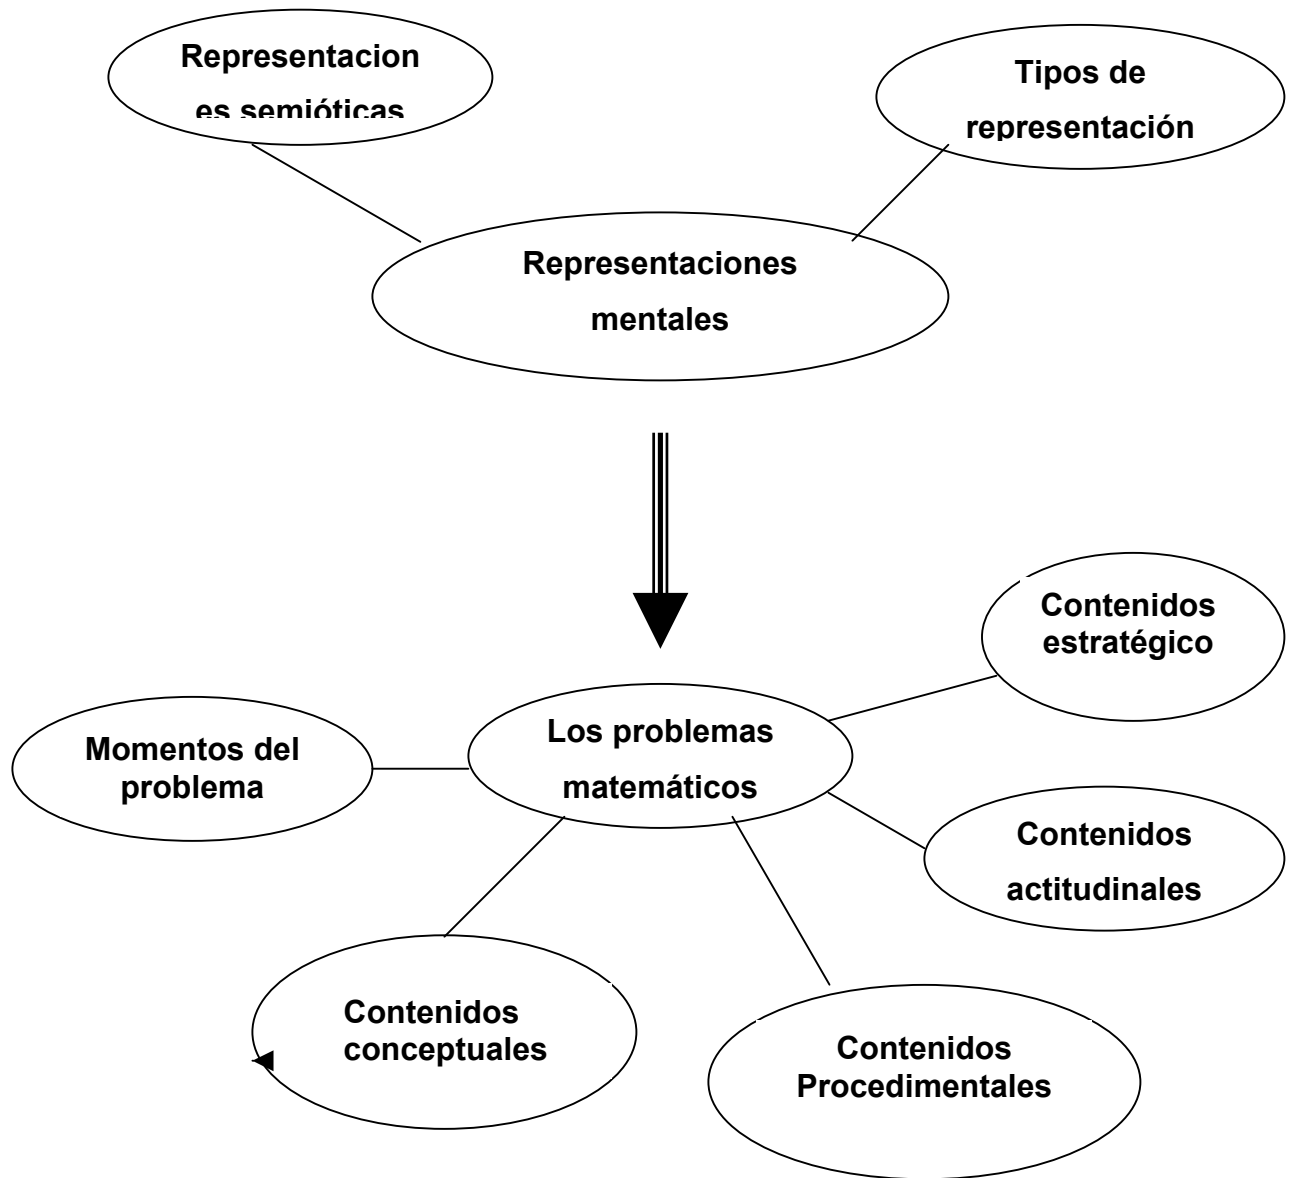 Representacion
es semióticas
Tipos de
representación
Representaciones
mentales
Contenidos
estratégico
Momentos del
problema
Los problemas
matemáticos
Contenidos
actitudinales
Contenidos
conceptuales
Contenidos
Procedimentales